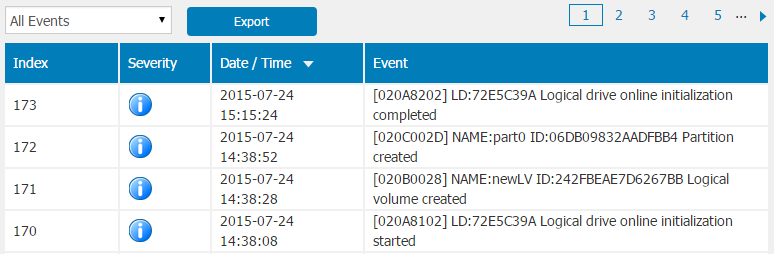 All Events Export 1 2 3 4 5 ...
Index Severity Date / Time Event
173 2015-07-24 [020A8202] LD:72E5C39A Logical drive online initialization
15:15:24 completed
172 2015-07-24 [020C002D] NAME:part0 ID:06DB09832AADFBB4 Partition
14:38:52 created
171 2015-07-24 [020B0028] NAME:newLV ID:242FBEAE7D6267BB Logical
14:38:28 volume created
170 2015-07-24 [020A8102] LD:72E5C39A Logical drive online initialization
14:38:08 started